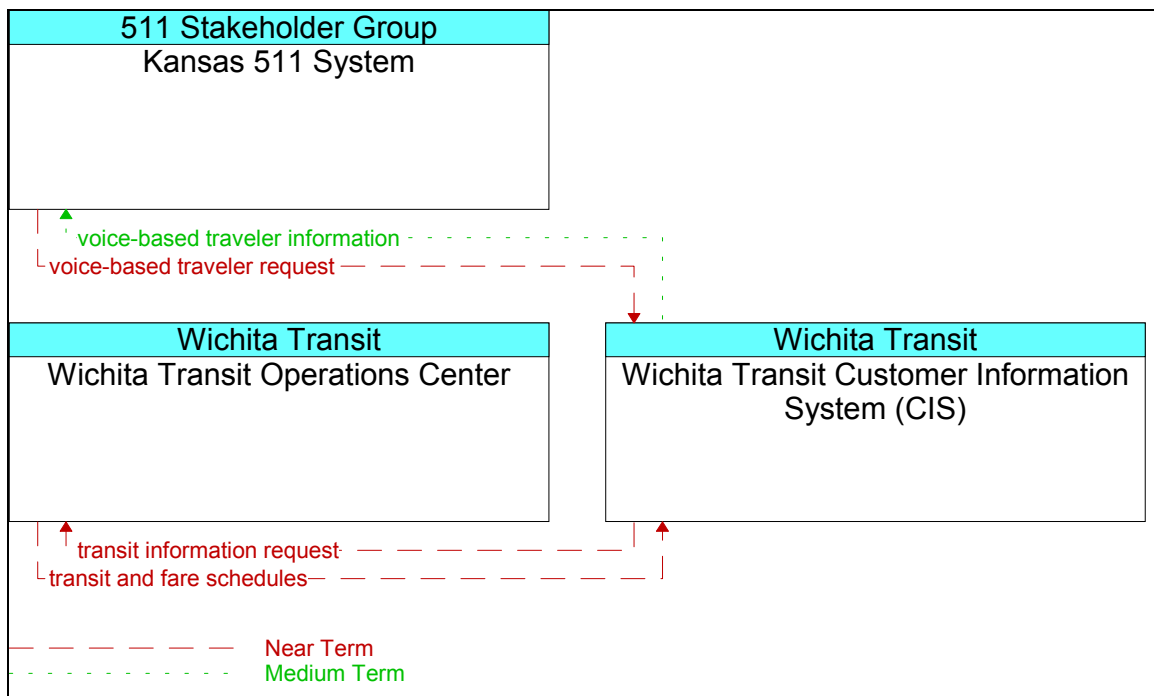 511 Stakeholder Group
Kansas 511 System
voice-based traveler information
voice-based traveler request
Wichita Transit
Wichita Transit Operations Center
Wichita Transit
Wichita Transit Customer Information
System (CIS)
transit information request
transit and fare schedules
Near Term
Medium Term